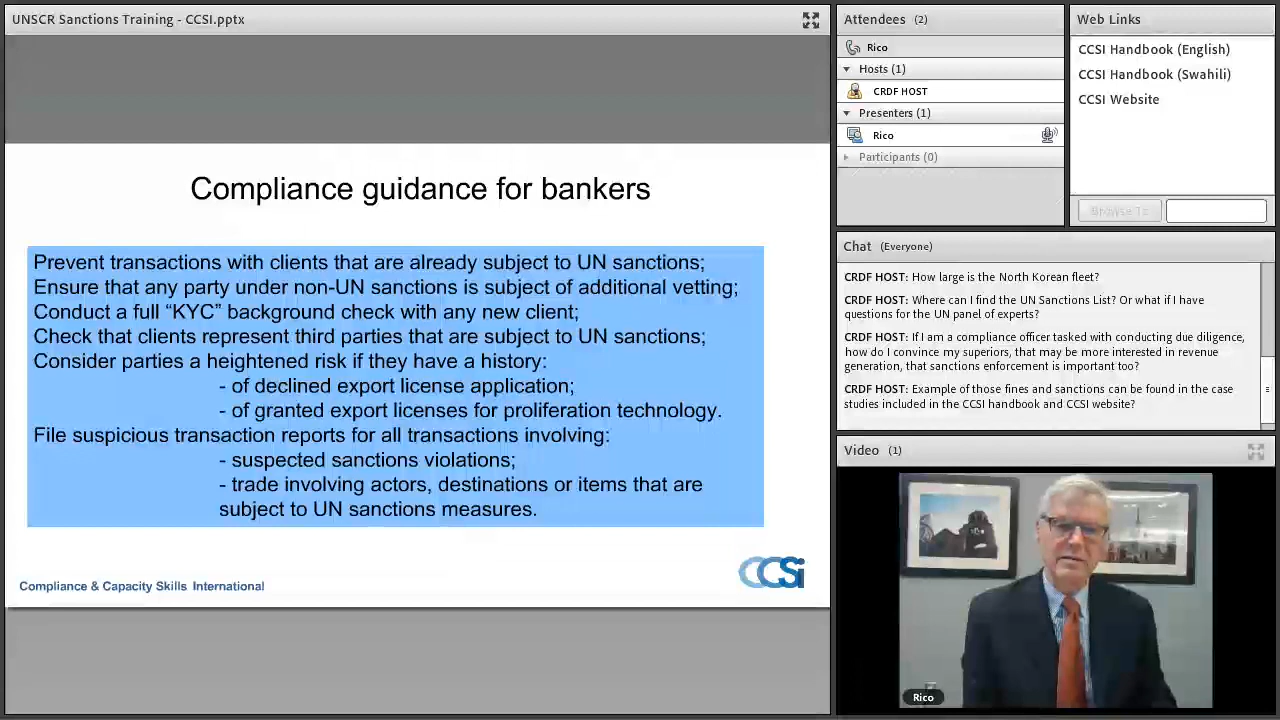 UNSCR Sanctions Training - CCSI.pptx
Compliance guidance for bankers
Prevent transactions with clients that are already subject to UN sanctions;
Ensure that any party under non-UN sanctions is subject of additional vetting;
Conduct a full “KYC” background check with any new client;
Check that clients represent third parties that are subject to UN sanctions;
Consider parties a heightened risk if they have a history:
- of declined export license application;
- of granted export licenses for proliferation technology.
File suspicious transaction reports for all transactions involving:
- suspected sanctions violations;
- trade involving actors, destinations or items that are
subject to UN sanctions measures.
Compliance & Capacity Skills International
CCSi
Attendees (2)
Rico
Hosts (1)
CRDF HOST
Presenters (1)
Rico
Participants (0)
Web Links
CCSI Handbook (English)
CCSI Handbook (Swahili)
CCSI Website
Browse To
Chat (Everyone)
CRDF HOST: How large is the North Korean fleet?
CRDF HOST: Where can I find the UN Sanctions List? Or what if I have
questions for the UN panel of experts?
CRDF HOST: If I am a compliance officer tasked with conducting due diligence,
how do I convince my superiors, that may be more interested in revenue
generation, that sanctions enforcement is important too?
CRDF HOST: Example of those fines and sanctions can be found in the case
studies included in the CCSI handbook and CCSI website?
Video (1)
Rico